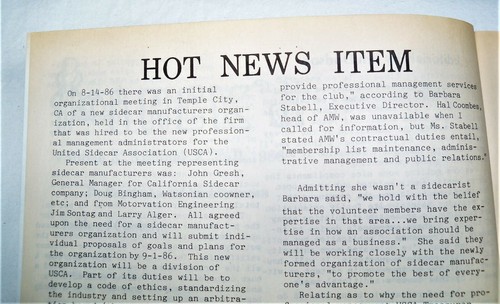 HOT NEWS ITEM
On 8-14-86 there was an initial
organizational meeting in Temple City,
CA of a new sidecar manufacturers organ-
ization, held in the office of the firm
that was hired to be the new profession-
al management administrators for the
United Sidecar Association (USCA).
Present at the meeting representing
sidecar manufacturers was: John Gresh,
General Manager for California Sidecar
company; Doug Bingham, Watsonian coowner,
etc; and from Motorvation Engineering
Jim Sontag and Larry Alger. All agreed
upon the need for a sidecar manufact-
urers organization and will submit indi-
vidual proposals of goals and plans for
the organization by 9-1-86. This new
organization will be a division of
USCA. Part of its duties will be to
develop a code of ethics, standardizing
the industry and setting up an arbitra-
provide professional management services
for the club," according to Barbara
Stabell, Executive Director. Hal Coombes,
head of AMW, was unavailable when I
called for information, but Ms. Stabell
stated AMW's contractual duties entail,
"membership list maintenance, adminis-
trative management and public relations."
Admitting she wasn't a sidecarist
Barbara said, "we hold with the belief
that the volunteer members have the ex-
pertise in that area...we bring exper-
tise in how an association should be
managed as a business." She said they
will be working closely with the newly
formed organization of sidecar manufac-
turers, "to promote the best of every-
one's advantage."
Relating as to why the need for